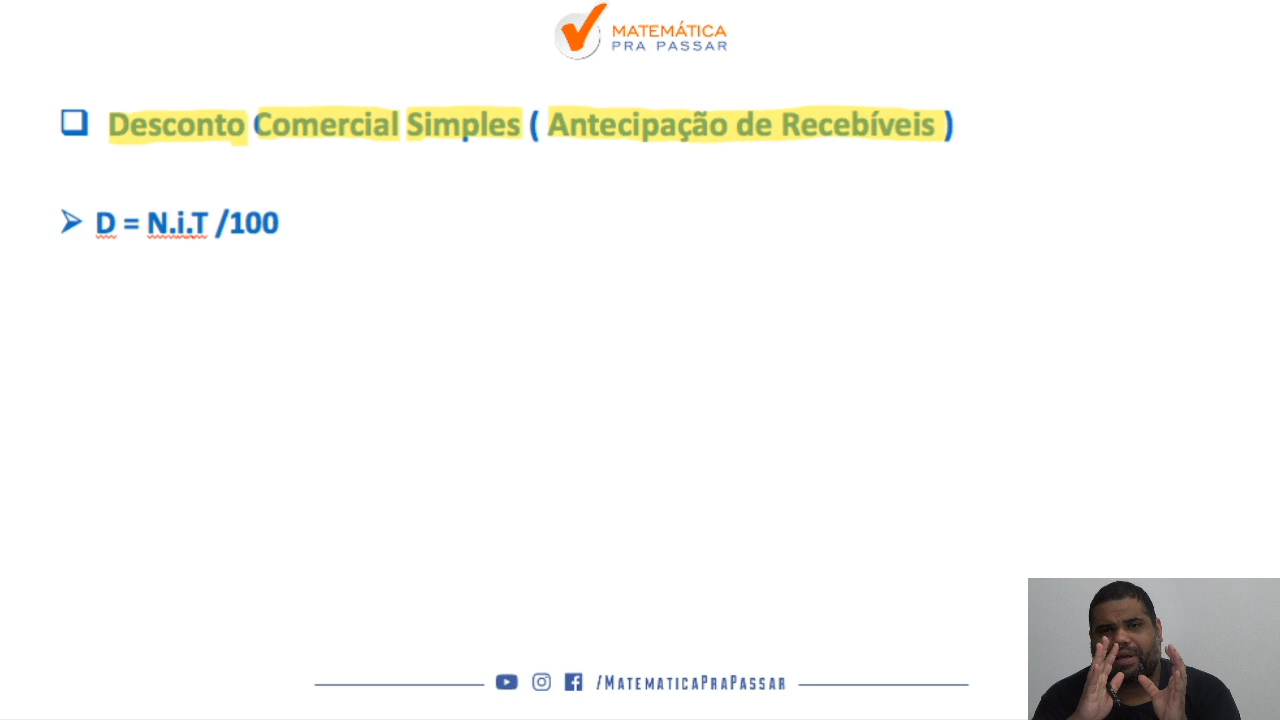 MATEMÁTICA
PRA PASSAR
Desconto Comercial Simples ( Antecipação de Recebíveis )
D = N.i.T /100
/MATEMATICAPRAPASSAR